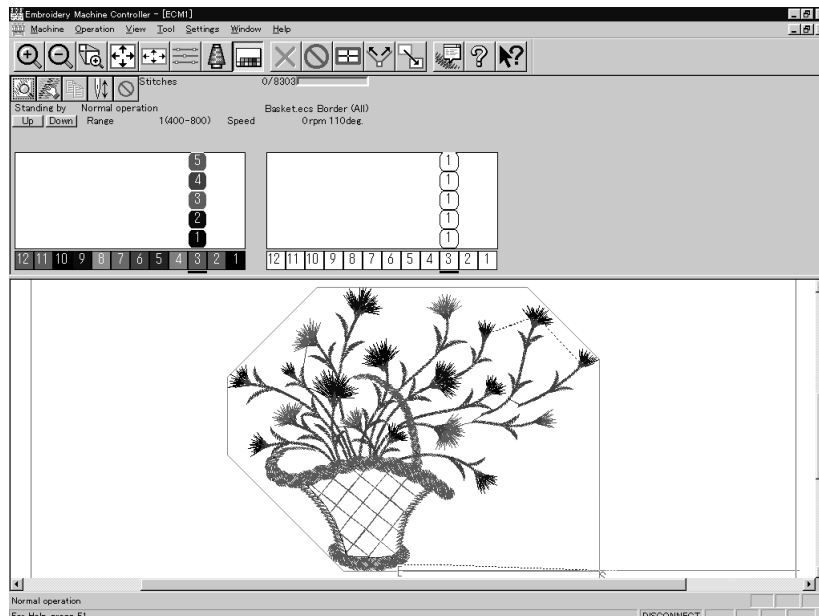 Embroidery Machine Controller - [ECM1]
Machine Operation View Tool Settings Window Help
Stitches 0/8303
Standing by Normal operation Basket.ecs Border (All)
Up Down Range 1(400-800) Speed 0rpm 110deg.
5 1
4 1
3 1
2 1
1 1
12 11 10 9 8 7 6 5 4 3 2 1 12 11 10 9 8 7 6 5 4 3 2 1
Normal operation
For Help, press F1 DISCONNECT